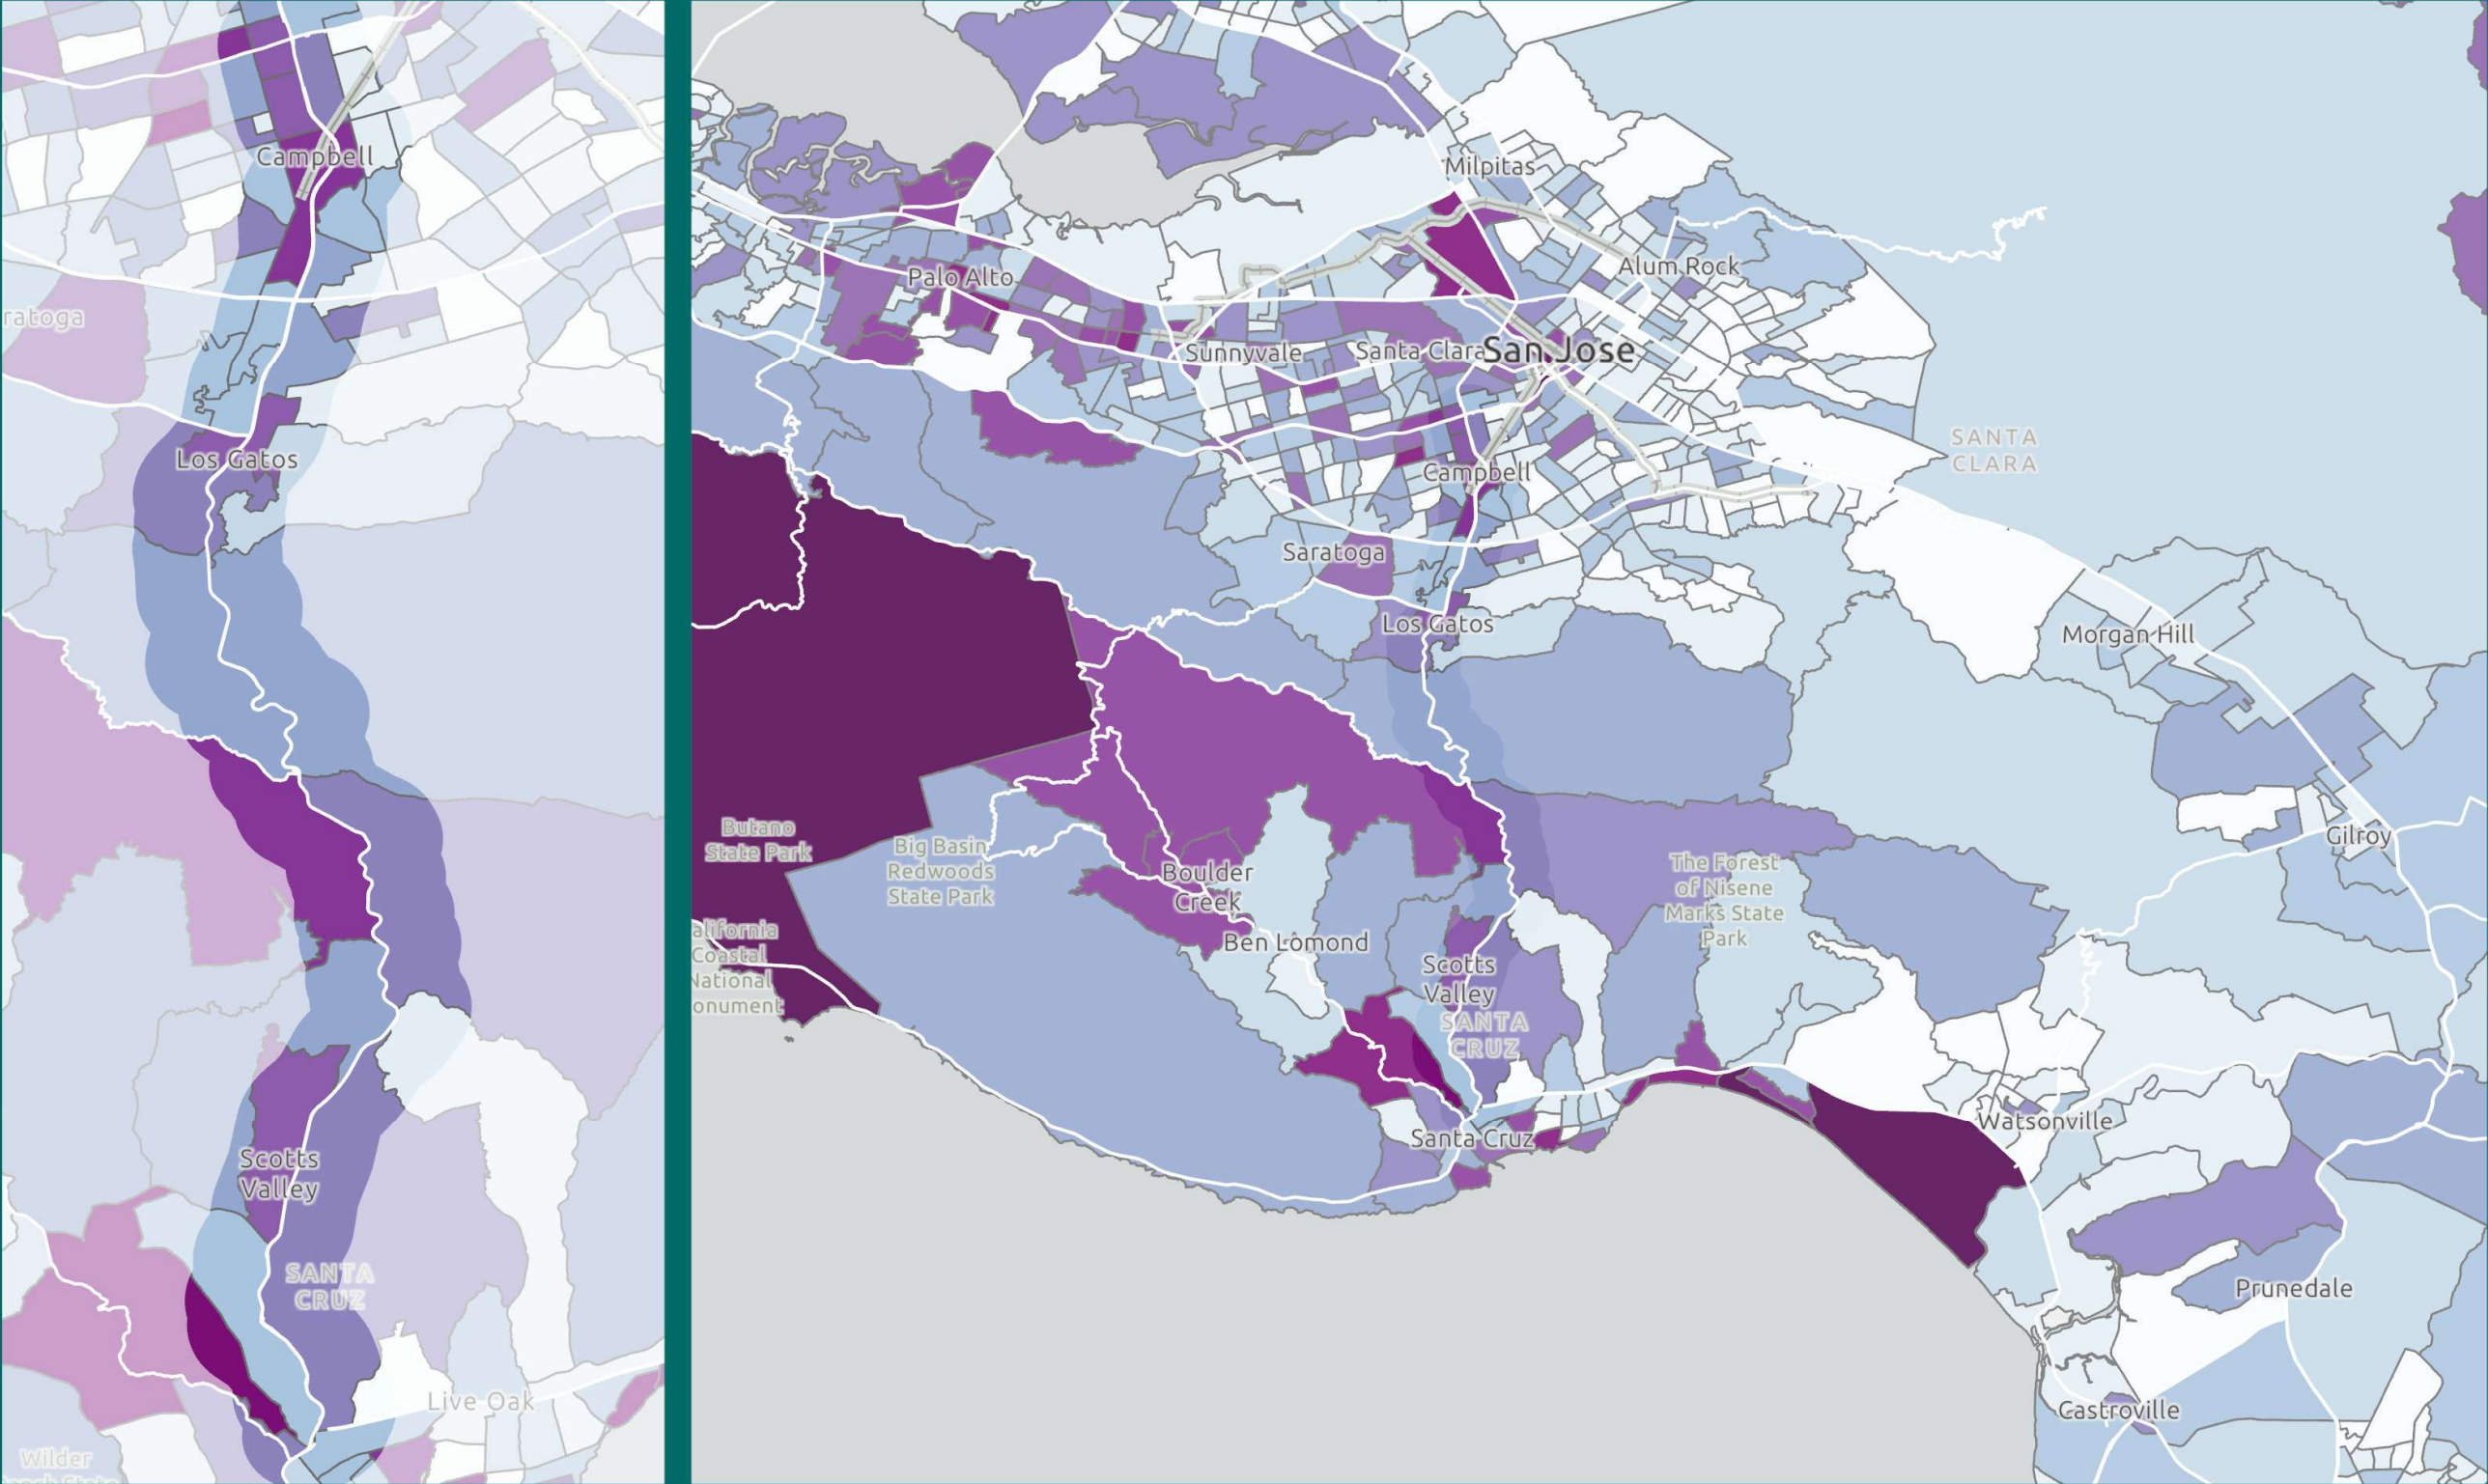 Campbell
ratoga
Los Gatos
Scotts
Valley
SANTA
CRUZ
Live Oak
Wilder
Milpitas
Alum Rock
Palo Alto
Sunnyvale
Santa Clara
San Jose
SANTA
CLARA
Campbell
Saratoga
Los Gatos
Morgan Hill
Butano
State Park
Big Basin
Redwoods
State Park
Boulder
Creek
Gilroy
The Forest
of Nisene
Marks State
Park
alifornia
Coastal
National
onument
Ben Lomond
Scotts
Valley
SANTA
CRUZ
Watsonville
Santa Cruz
Prunedale
Castroville